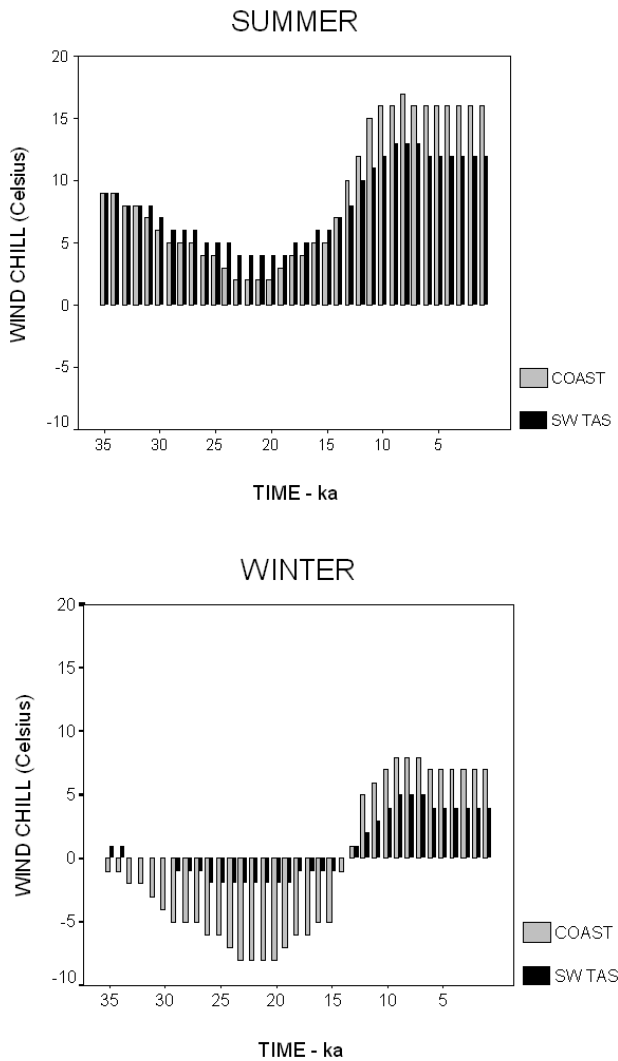 SUMMER
20
15
10
5
0
-5
-10
WIND CHILL (Celsius)
35 30 25 20 15 10 5
TIME - ka
COAST
SW TAS
WINTER
20
15
10
5
0
-5
-10
WIND CHILL (Celsius)
35 30 25 20 15 10 5
TIME - ka
COAST
SW TAS